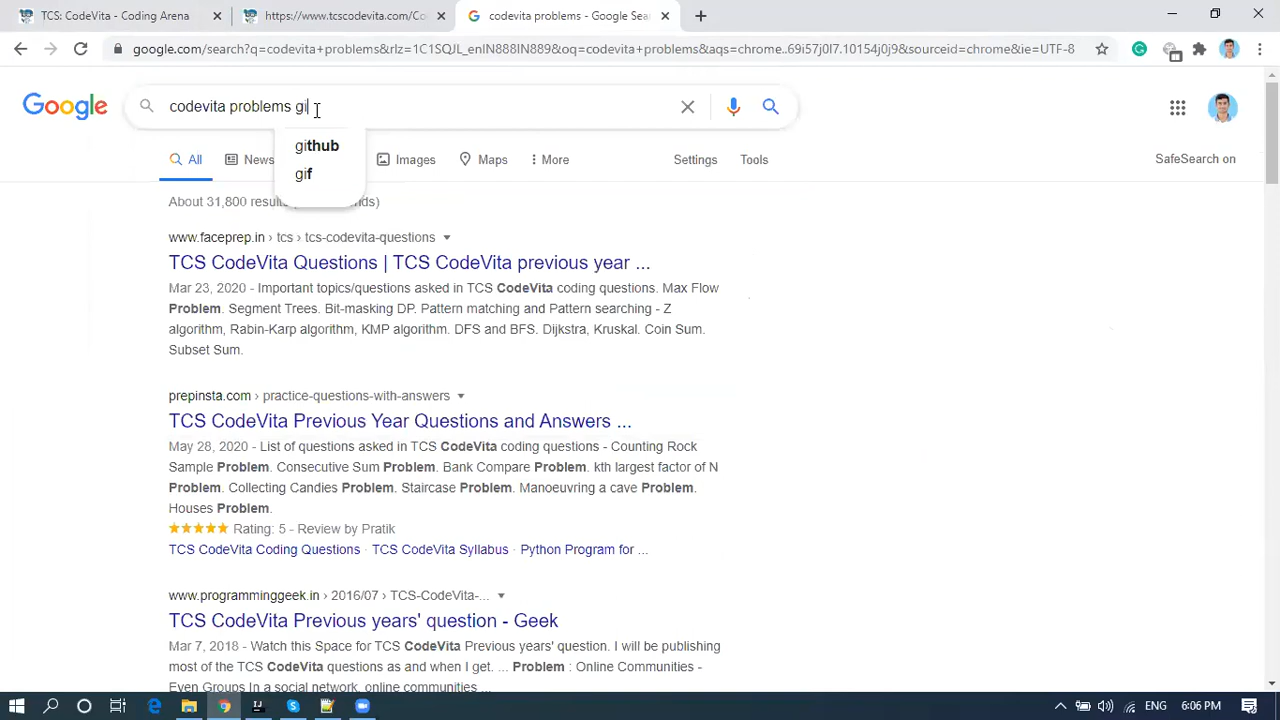 TCS: CodeVita - Coding Arena
https://www.tcscodevita.com/Cod
codevita problems - Google Sear
google.com/search?q=codevita+problems&rlz=1C1SQJL_enIN888IN889&oq=codevita+problems&aqs=chrome..69i57j0l7.10154j0j9&sourceid=chrome&ie=UTF-8
Google
codevita problems gi
github
gif
All
News
Images
Maps
More
Settings
Tools
SafeSearch on
About 31,800 results
nds)
www.faceprep.in › tcs › tcs-codevita-questions
TCS CodeVita Questions | TCS CodeVita previous year ...
Mar 23, 2020 - Important topics/questions asked in TCS CodeVita coding questions. Max Flow
Problem. Segment Trees. Bit-masking DP. Pattern matching and Pattern searching - Z
algorithm, Rabin-Karp algorithm, KMP algorithm. DFS and BFS. Dijkstra, Kruskal. Coin Sum.
Subset Sum.
prepinsta.com › practice-questions-with-answers
TCS CodeVita Previous Year Questions and Answers ...
May 28, 2020 - List of questions asked in TCS CodeVita coding questions - Counting Rock
Sample Problem. Consecutive Sum Problem. Bank Compare Problem. kth largest factor of N
Problem. Collecting Candies Problem. Staircase Problem. Manoeuvring a cave Problem.
Houses Problem.
Rating: 5 - Review by Pratik
TCS CodeVita Coding Questions · TCS CodeVita Syllabus · Python Program for ...
www.programminggeek.in › 2016/07 › TCS-CodeVita-...
TCS CodeVita Previous years' question - Geek
Mar 7, 2018 - Watch this Space for TCS CodeVita Previous years' question. I will be publishing
most of the TCS CodeVita questions as and when I get. ... Problem : Online Communities -
Even Groups In a social network, online communities ...
ENG
6:06 PM